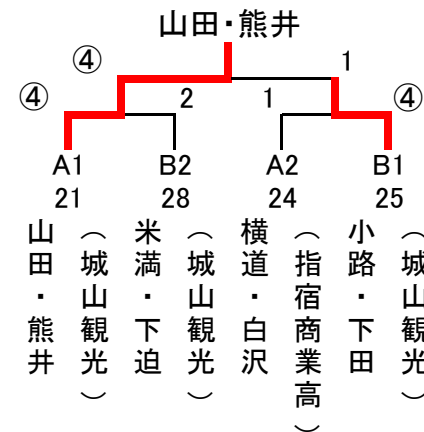 山田・熊井
④ 1
④ 2 1 ④
A1 B2 A2 B1
21 28 24 25
山田・熊井
（城山観光）
米満・下迫
（城山観光）
横道・白沢
（指宿商業高）
小路・下田
（城山観光）